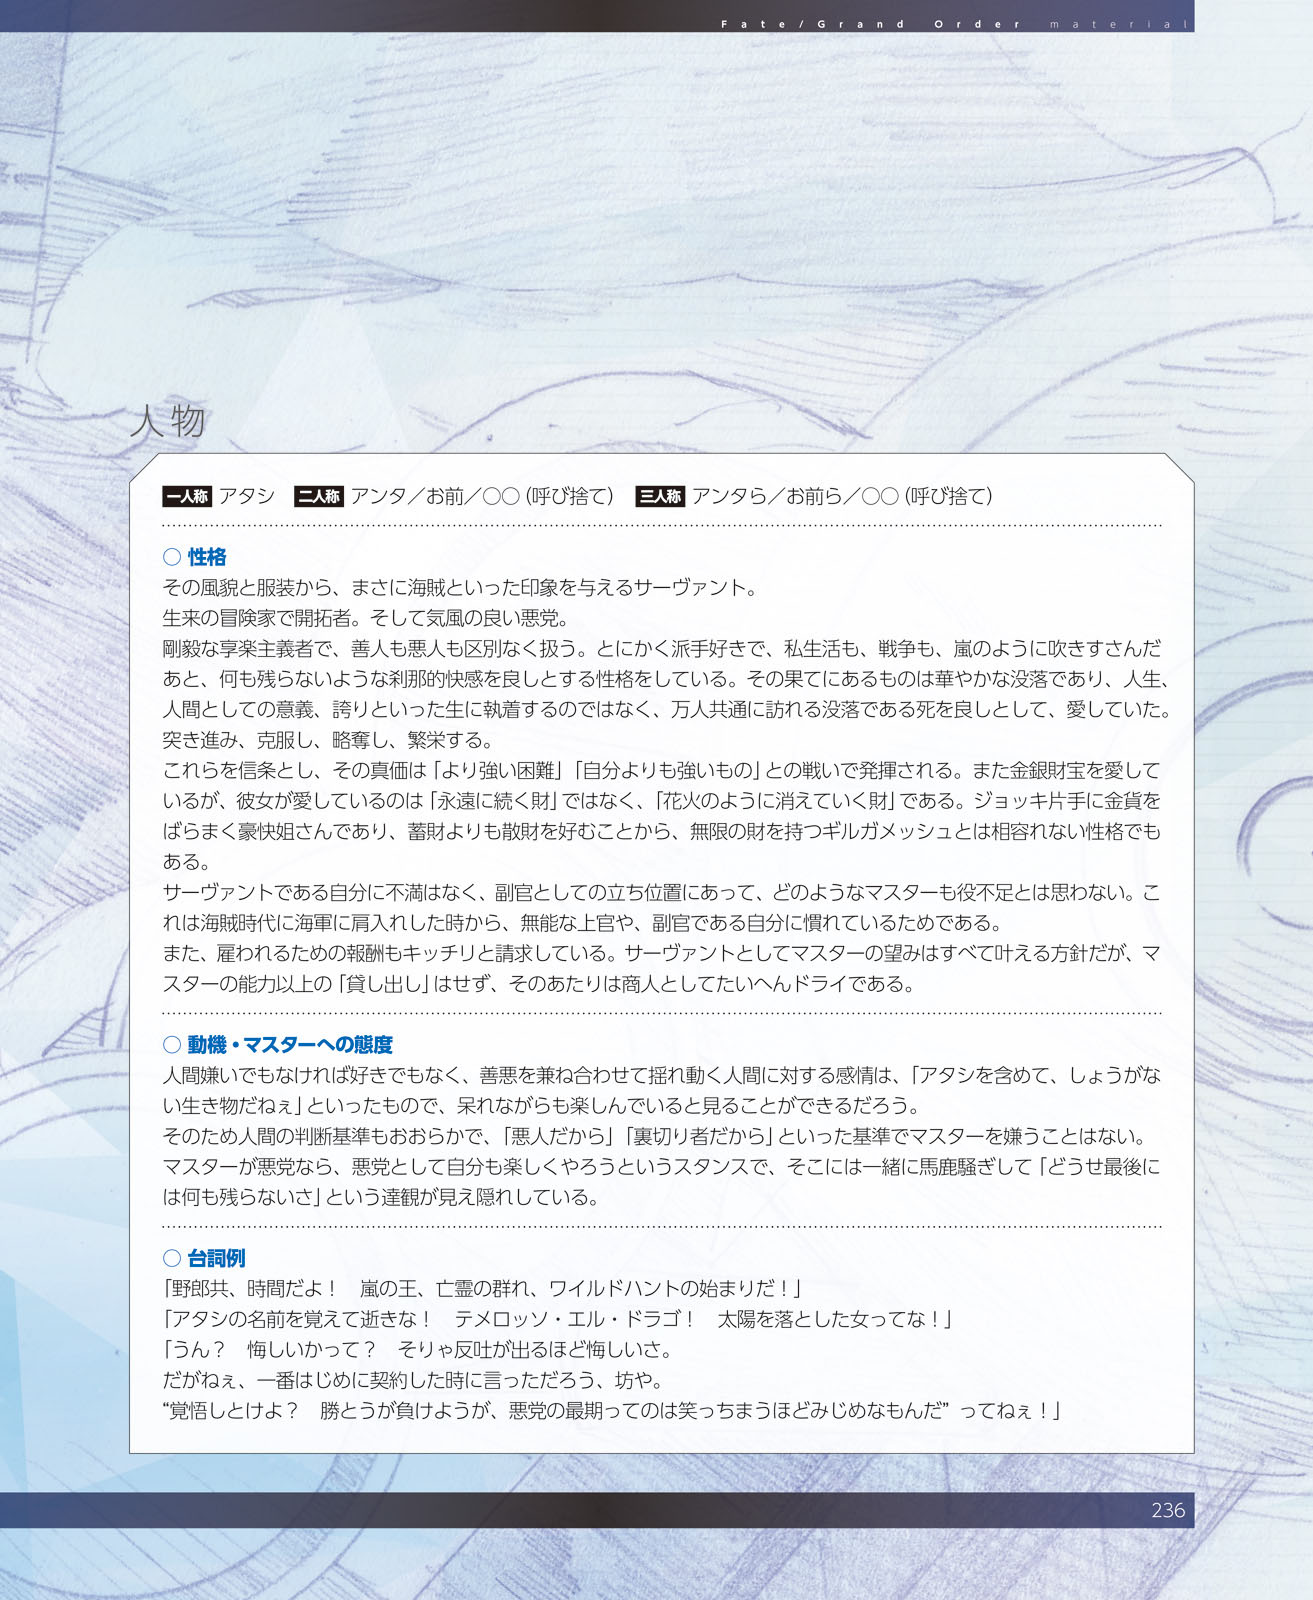 Fate/Grand Order material
人物
一人称 アタシ 二人称 アンタ／お前／○○（呼び捨て） 三人称 アンタら／お前ら／○○（呼び捨て）
○ 性格
その風貌と服装から、まさに海賊といった印象を与えるサーヴァント。
生来の冒険家で開拓者。そして気風の良い悪党。
剛毅な享楽主義者で、善人も悪人も区別なく扱う。とにかく派手好きで、私生活も、戦争も、嵐のように吹きすさんだ
あと、何も残らないような刹那的快感を良しとする性格をしている。その果てにあるものは華やかな没落であり、人生、
人間としての意義、誇りといった生に執着するのではなく、万人共通に訪れる没落である死を良しとして、愛していた。
突き進み、克服し、略奪し、繁栄する。
これらを信条とし、その真価は「より強い困難」「自分よりも強いもの」との戦いで発揮される。また金銀財宝を愛して
いるが、彼女が愛しているのは「永遠に続く財」ではなく、「花火のように消えていく財」である。ジョッキ片手に金貨を
ばらまく豪快姐さんであり、蓄財よりも散財を好むことから、無限の財を持つギルガメッシュとは相容れない性格でも
ある。
サーヴァントである自分に不満はなく、副官としての立ち位置にあって、どのようなマスターも役不足とは思わない。こ
れは海賊時代に海軍に肩入れした時から、無能な上官や、副官である自分に慣れているためである。
また、雇われるための報酬もキッチリと請求している。サーヴァントとしてマスターの望みはすべて叶える方針だが、マ
スターの能力以上の「貸し出し」はせず、そのあたりは商人としてたいへんドライである。
○ 動機・マスターへの態度
人間嫌いでもなければ好きでもなく、善悪を兼ね合わせて揺れ動く人間に対する感情は、「アタシを含めて、しょうがな
い生き物だねぇ」といったもので、呆れながらも楽しんでいると見ることができるだろう。
そのため人間の判断基準もおおらかで、「悪人だから」「裏切り者だから」といった基準でマスターを嫌うことはない。
マスターが悪党なら、悪党として自分も楽しくやろうというスタンスで、そこには一緒に馬鹿騒ぎして「どうせ最後に
は何も残らないさ」という達観が見え隠れしている。
○ 台詞例
「野郎共、時間だよ！　嵐の王、亡霊の群れ、ワイルドハントの始まりだ！」
「アタシの名前を覚えて逝きな！　テメロッソ・エル・ドラゴ！　太陽を落とした女ってな！」
「うん？　悔しいかって？　そりゃ反吐が出るほど悔しいさ。
だがねぇ、一番はじめに契約した時に言っただろう、坊や。
“覚悟しとけよ？　勝とうが負けようが、悪党の最期ってのは笑っちまうほどみじめなもんだ” ってねぇ！」
236